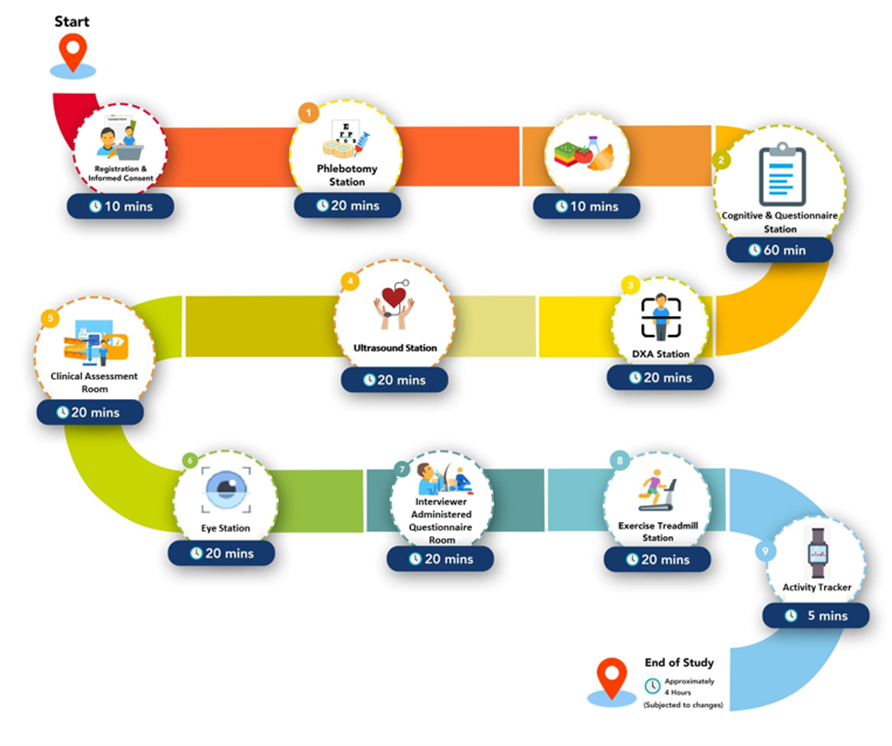 Start
Registration &
Informed Consent
10 mins
1
Phlebotomy
Station
20 mins
10 mins
2
Cognitive & Questionnaire
Station
60 min
3
DXA Station
20 mins
4
Ultrasound Station
20 mins
5
Clinical Assessment
Room
20 mins
6
Eye Station
20 mins
7
Interviewer
Administered
Questionnaire
Room
20 mins
8
Exercise Treadmill
Station
20 mins
9
Activity Tracker
5 mins
End of Study
Approximately
4 Hours
(Subjected to changes)